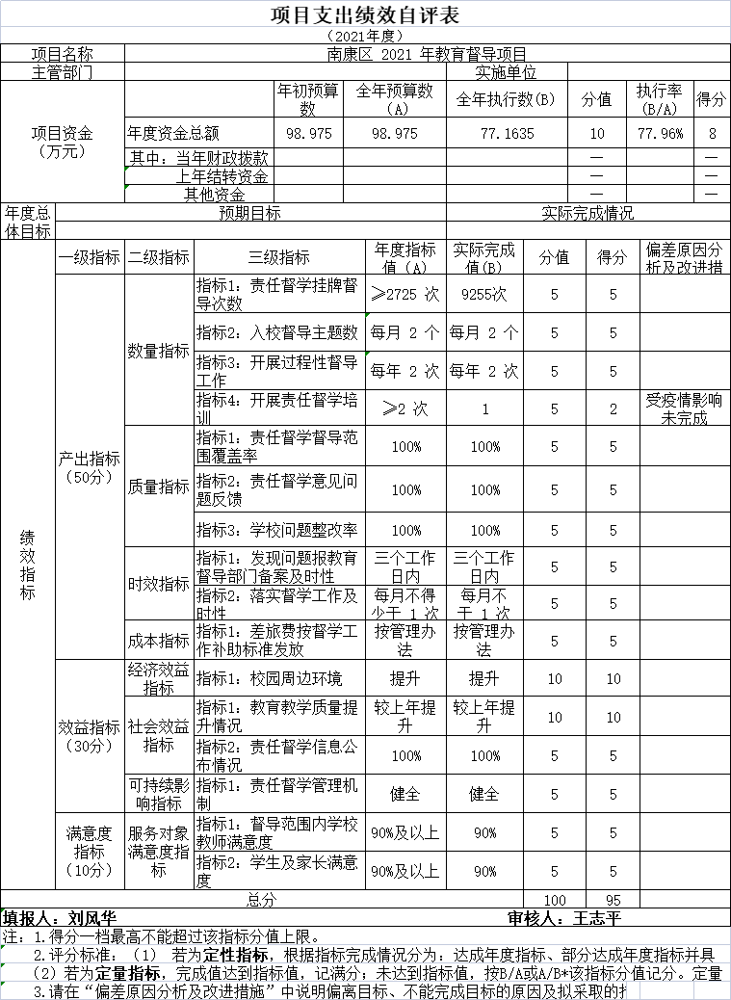 项目支出绩效自评表
（2021年度）
项目名称 南康区 2021 年教育督导项目
主管部门 实施单位
项目资金（万元） 年初预算数 全年预算数（A） 全年执行数(B) 分值 执行率（B/A） 得分
年度资金总额 98.975 98.975 77.1635 10 77.96% 8
其中：当年财政拨款 — —
上年结转资金 — —
其他资金 — —
年度总体目标 预期目标 实际完成情况
绩效指标 一级指标 二级指标 三级指标 年度指标值（A） 实际完成值(B) 分值 得分 偏差原因分析及改进措
产出指标（50分） 数量指标 指标1：责任督学挂牌督导次数 ≥2725 次 9255次 5 5
指标2：入校督导主题数 每月 2 个 每月 2 个 5 5
指标3：开展过程性督导工作 每年 2 次 每年 2 次 5 5
指标4：开展责任督学培训 ≥2 次 1 5 2 受疫情影响未完成
质量指标 指标1：责任督学督导范围覆盖率 100% 100% 5 5
指标2：责任督学意见问题反馈 100% 100% 5 5
指标3：学校问题整改率 100% 100% 5 5
时效指标 指标1：发现问题报教育督导部门备案及时性 三个工作日内 三个工作日内 5 5
指标2：落实督学工作及时性 每月不得少于 1 次 每月不于 1 次 5 5
成本指标 指标1：差旅费按督学工作补助标准发放 按管理办法 按管理办法 5 5
效益指标（30分） 经济效益指标 指标1：校园周边环境 提升 提升 10 10
社会效益指标 指标1：教育教学质量提升情况 较上年提升 较上年提升 10 10
指标2：责任督学信息公布情况 100% 100% 5 5
可持续影响指标 指标1：责任督学管理机制 健全 健全 5 5
满意度指标（10分） 服务对象满意度指标 指标1：督导范围内学校教师满意度 90%及以上 90% 5 5
指标2：学生及家长满意度 90%及以上 90% 5 5
总分 100 95
填报人：刘风华 审核人：王志平
注：1.得分一档最高不能超过该指标分值上限。
2.评分标准：（1） 若为定性指标，根据指标完成情况分为：达成年度指标、部分达成年度指标并具
（2）若为定量指标，完成值达到指标值，记满分；未达到指标值，按B/A或A/B*该指标分值记分。定量
3.请在“偏差原因分析及改进措施”中说明偏离目标、不能完成目标的原因及拟采取的